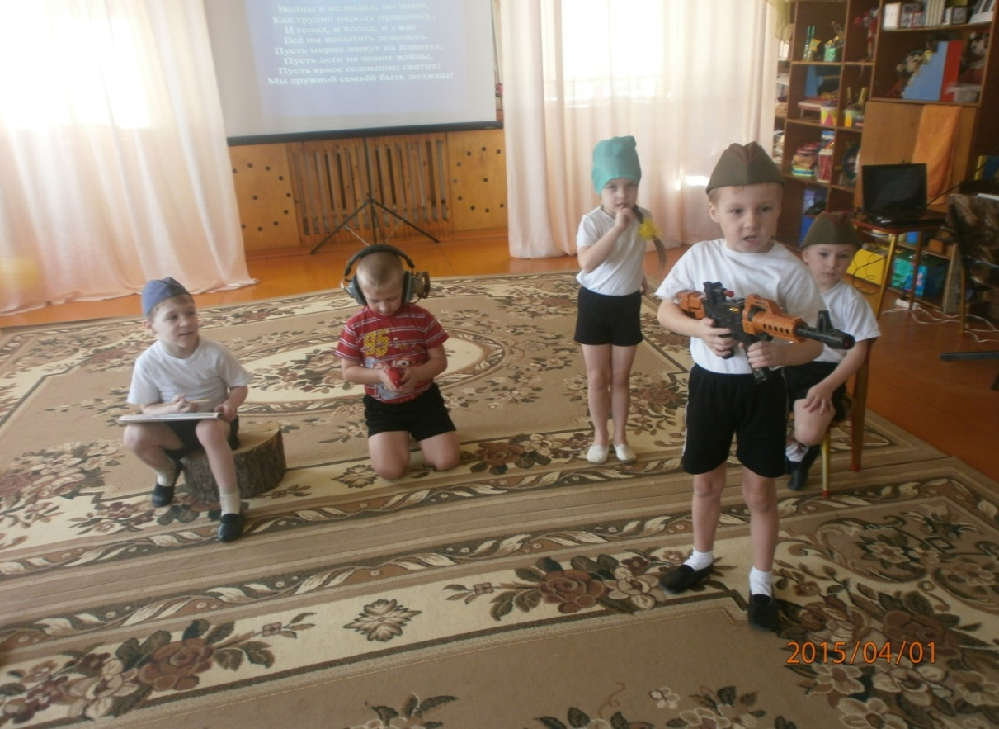 Войны я не видел, но знаю,
Как трудно народу пришлось,
И голод, и холод, и ужас –
Всё им испытать довелось.
Пусть мирно живут на планете,
Пусть дети не знают войны,
Пусть яркое солнышко светит!
Мы дружной семьёй быть должны!
95
2015/04/01